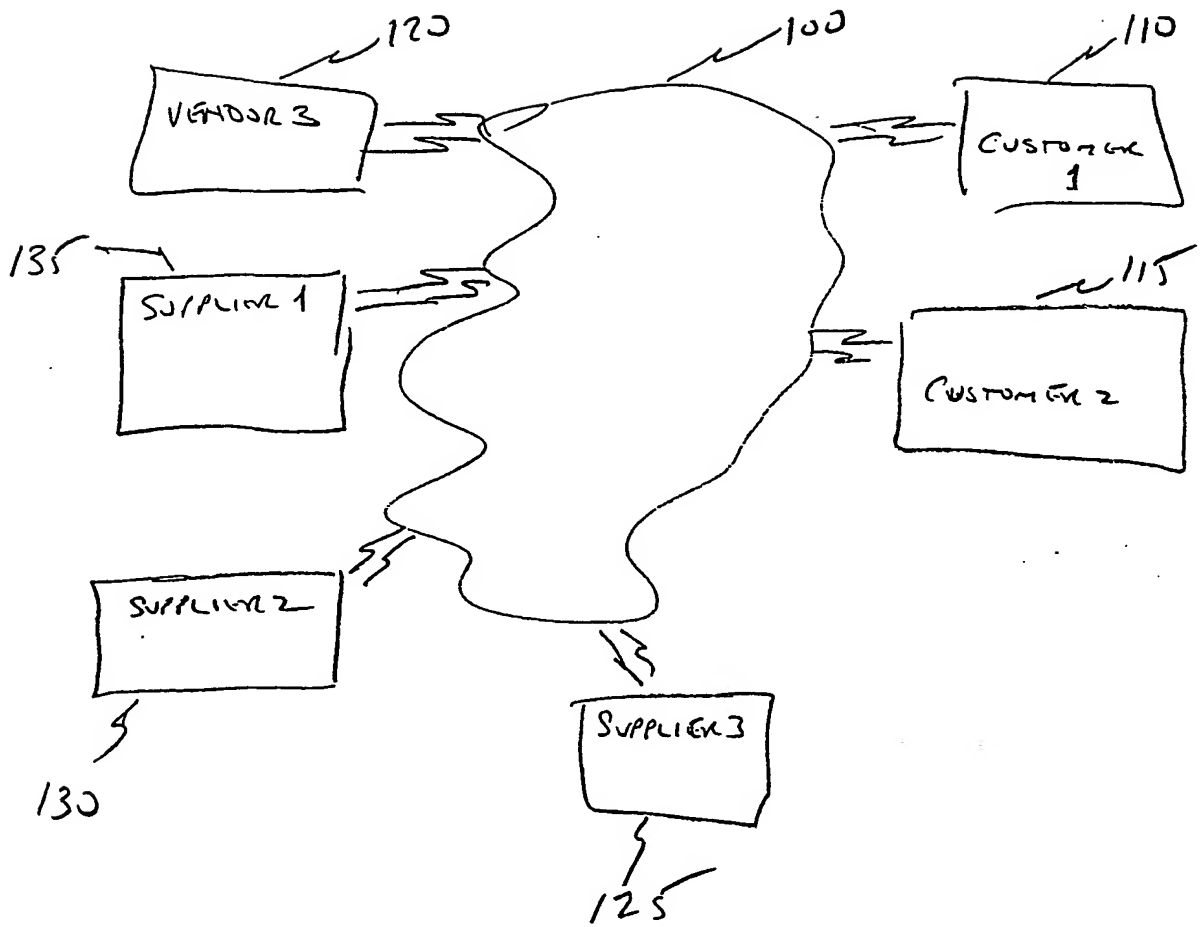 120
100
110
VENDOR 3
CUSTOMER
1
135
SUPPLIER 1
115
CUSTOMER 2
SUPPLIER 2
130
SUPPLIER 3
125